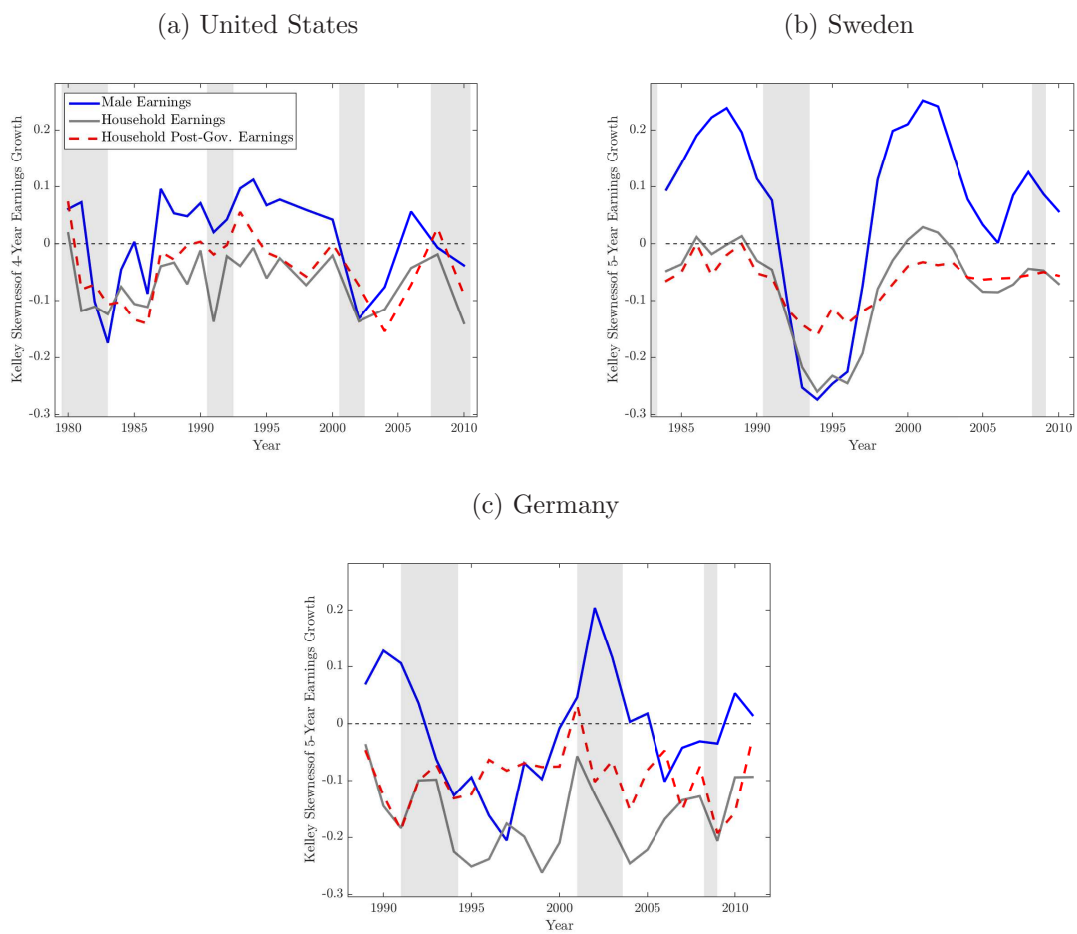 (a) United States
Kelley Skewnessof 4-Year Earnings Growth
Male Earnings
Household Earnings
Household Post-Gov. Earnings
0.2
0.1
0
-0.1
-0.2
-0.3
1980 1985 1990 1995 2000 2005 2010
Year
(b) Sweden
Kelley Skewnessof 5-Year Earnings Growth
0.2
0.1
0
-0.1
-0.2
-0.3
1985 1990 1995 2000 2005 2010
Year
(c) Germany
Kelley Skewnessof 5-Year Earnings Growth
0.2
0.1
0
-0.1
-0.2
-0.3
1990 1995 2000 2005 2010
Year